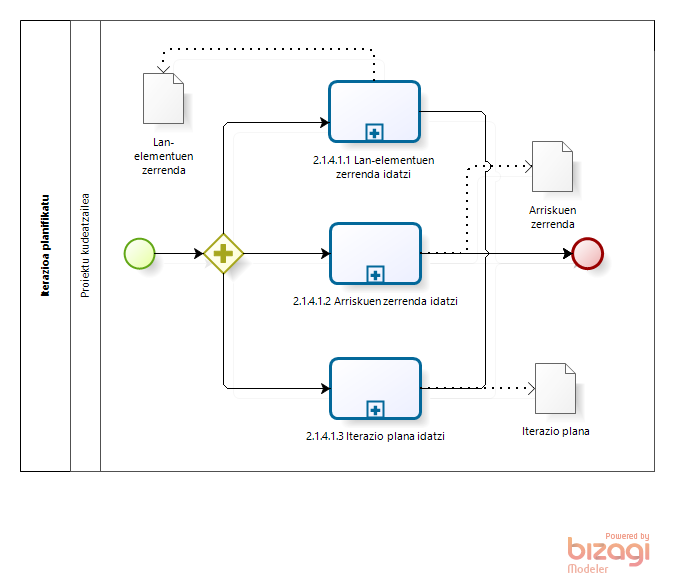 Iterazioa planifikatu
Proiektu kudeatzailea
Lan-
elementuen
zerrenda
2.1.4.1.1 Lan-elementuen
zerrenda idatzi
Arriskuen
zerrenda
2.1.4.1.2 Arriskuen zerrenda idatzi
2.1.4.1.3 Iterazio plana idatzi
Iterazio plana
Powered by
bizagi
Modeler